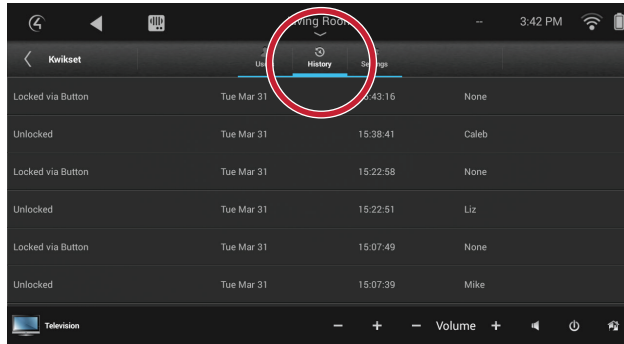 -- 3:42 PM
Kwikset
History
Locked via Button Tue Mar 31 :43:16 None
Unlocked Tue Mar 31 15:38:41 Caleb
Locked via Button Tue Mar 31 15:22:58 None
Unlocked Tue Mar 31 15:22:51 Liz
Locked via Button Tue Mar 31 15:07:49 None
Unlocked Tue Mar 31 15:07:39 Mike
Television − + − Volume +